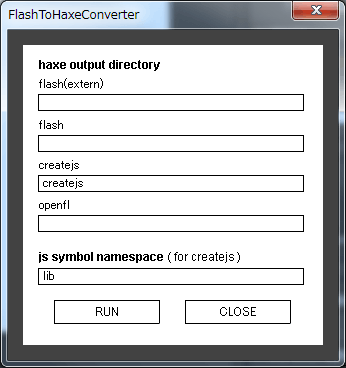 FlashToHaxeConverter
haxe output directory
flash(extern)
flash
createjs
createjs
openfl
js symbol namespace ( for createjs )
lib
RUN CLOSE